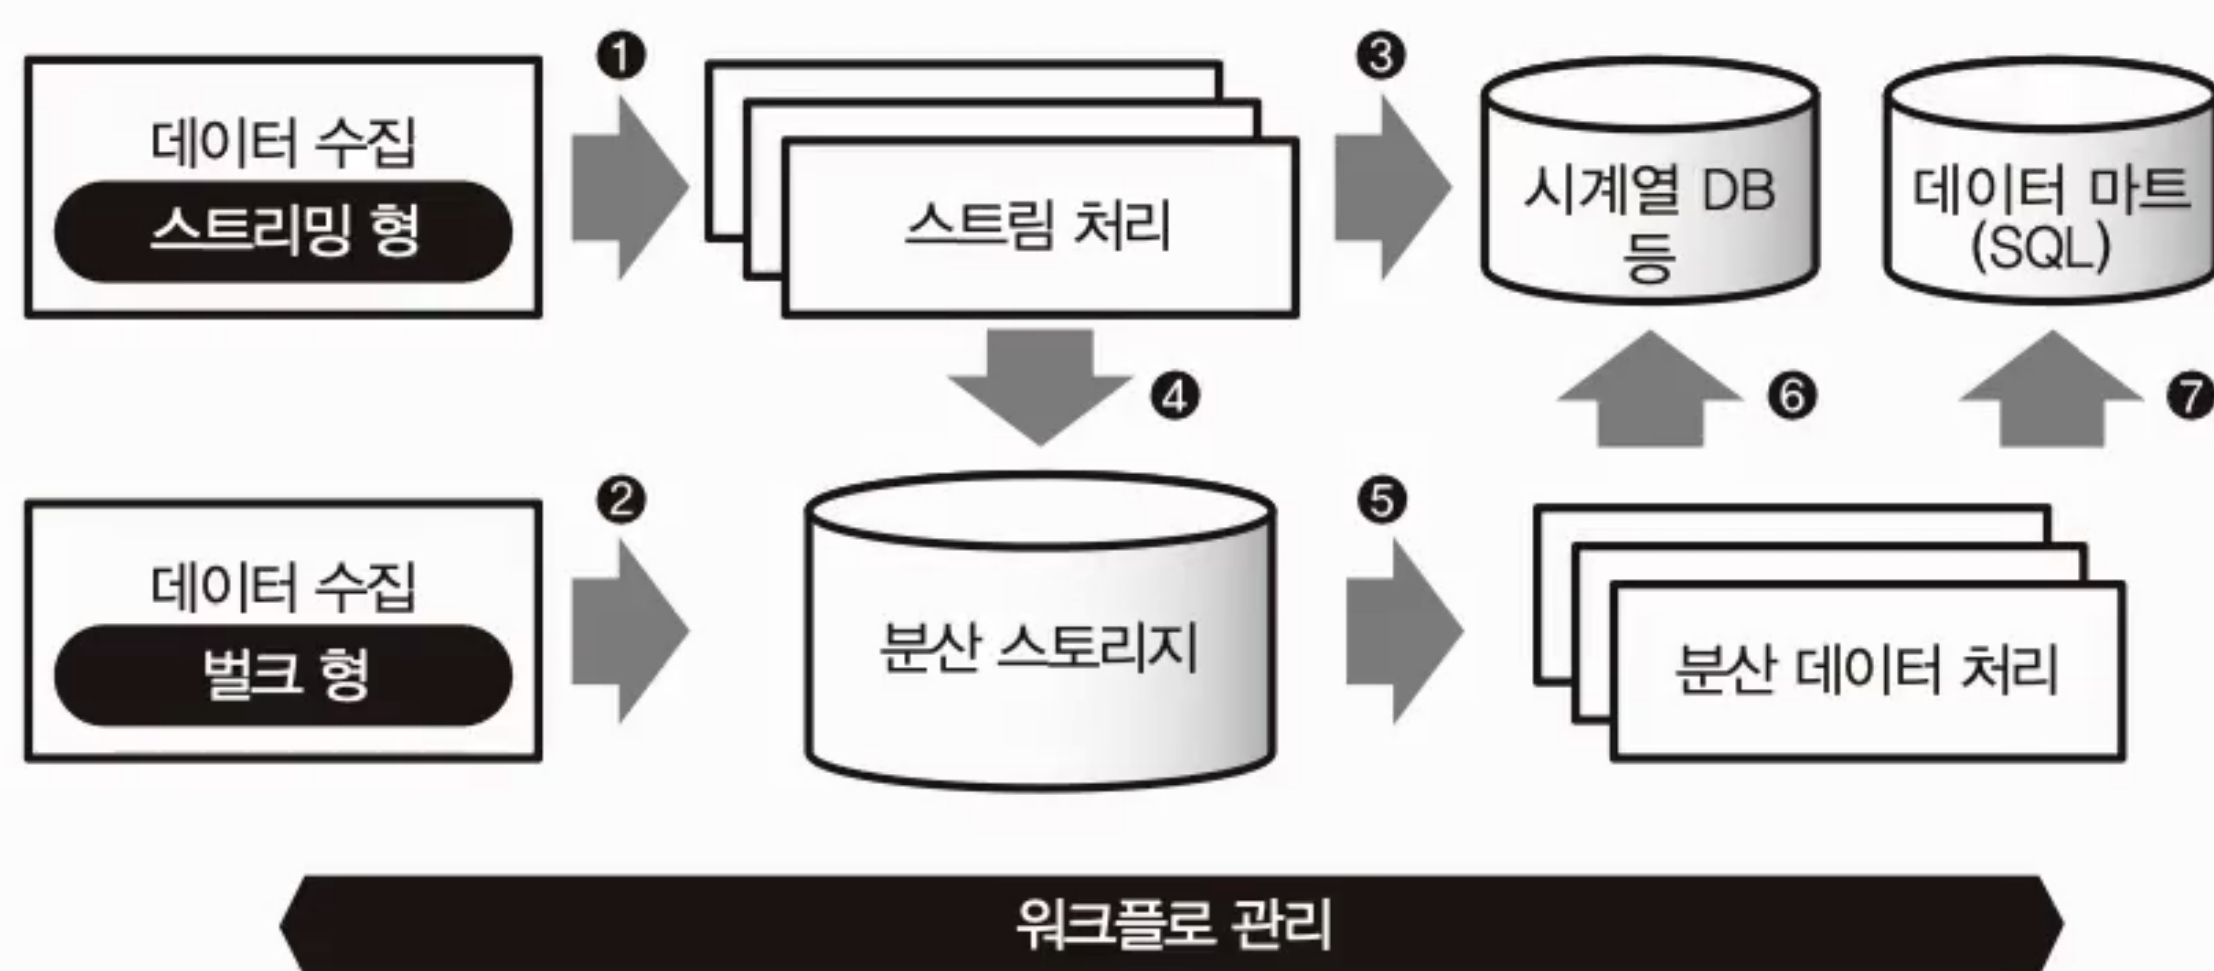 ❶
❸
데이터 수집
스트리밍 형
스트림 처리
시계열 DB
등
데이터 마트
(SQL)
❹
❻
❼
❷
❺
데이터 수집
벌크 형
분산 스토리지
분산 데이터 처리
워크플로 관리